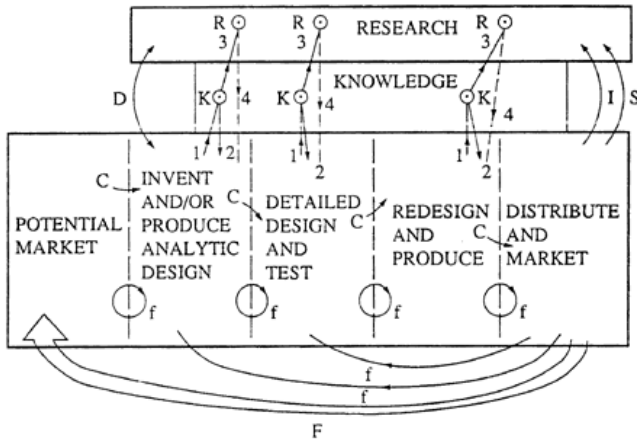 R R R
3 3 3
RESEARCH
KNOWLEDGE
D K 4 K 4 K 4 I S
1 2 1 2 1 2
C
INVENT
AND/OR
PRODUCE
ANALYTIC
DESIGN
POTENTIAL
MARKET
C
DETAILED
DESIGN
AND
TEST
C
REDESIGN
AND
PRODUCE
C
DISTRIBUTE
AND
MARKET
f f f f
f
f
F